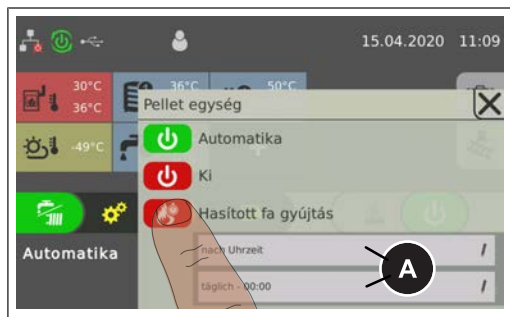 15.04.2020 11:09
30°C
36°C
36°C
50°C
Pellet egység
-49°C
Automatika
Ki
Hasított fa gyújtás
Automatika
nach Uhrzeit
A
täglich - 00:00